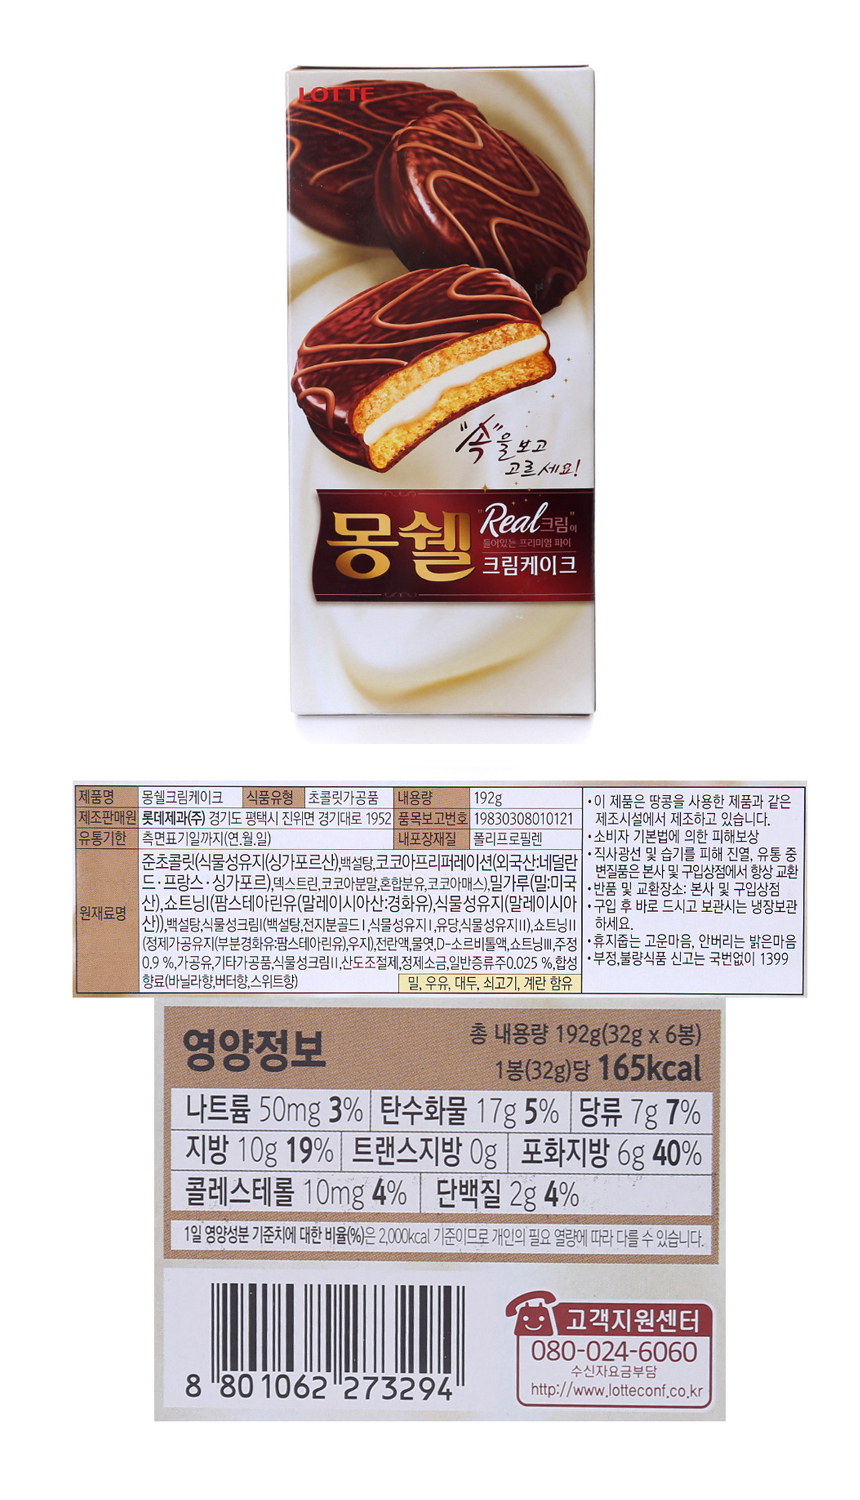 LOTTE
"속"을 보고
고르세요!
몽쉘
"Real크림"이
들어있는 프리미엄 파이
크림케이크
제품명 몽쉘크림케이크 식품유형 초콜릿가공품 내용량 192g
제조판매원 롯데제과(주) 경기도 평택시 진위면 경기대로 1952 품목보고번호 19830308010121
유통기한 측면표기일까지(연.월.일) 내포장재질 폴리프로필렌
원재료명
준초콜릿(식물성유지(싱가포르산),백설탕,코코아프리퍼레이션(외국산:네덜란
드·프랑스·싱가포르),덱스트린,코코아분말,혼합분유,코코아매스),밀가루(밀:미국
산),쇼트닝I(팜스테아린유(말레이시아산:경화유),식물성유지(말레이시아
산)),백설탕,식물성크림I(백설탕,전지분골드I,식물성유지I,유당,식물성유지II),쇼트닝II
(정제가공유지(부분경화유:팜스테아린유),우지),전란액,물엿,D-소르비톨액,쇼트닝III,주정
0.9 %,가공유,기타가공품,식물성크림II,산도조절제,정제소금,일반증류주0.025 %,합성
향료(바닐라향,버터향,스위트향)
밀, 우유, 대두, 쇠고기, 계란 함유
·이 제품은 땅콩을 사용한 제품과 같은
제조시설에서 제조하고 있습니다.
·소비자 기본법에 의한 피해보상
·직사광선 및 습기를 피해 진열, 유통 중
변질품은 본사 및 구입상점에서 항상 교환
·반품 및 교환장소: 본사 및 구입상점
·구입 후 바로 드시고 보관시는 냉장보관
하세요.
·휴지줍는 고운마음, 안버리는 밝은마음
·부정,불량식품 신고는 국번없이 1399
영양정보
총 내용량 192g(32g x 6봉)
1봉(32g)당 165kcal
나트륨 50mg 3% 탄수화물 17g 5% 당류 7g 7%
지방 10g 19% 트랜스지방 0g 포화지방 6g 40%
콜레스테롤 10mg 4% 단백질 2g 4%
1일 영양성분 기준치에 대한 비율(%)은 2,000kcal 기준이므로 개인의 필요 열량에 따라 다를 수 있습니다.
8 801062 273294
고객지원센터
080-024-6060
수신자요금부담
http://www.lotteconf.co.kr